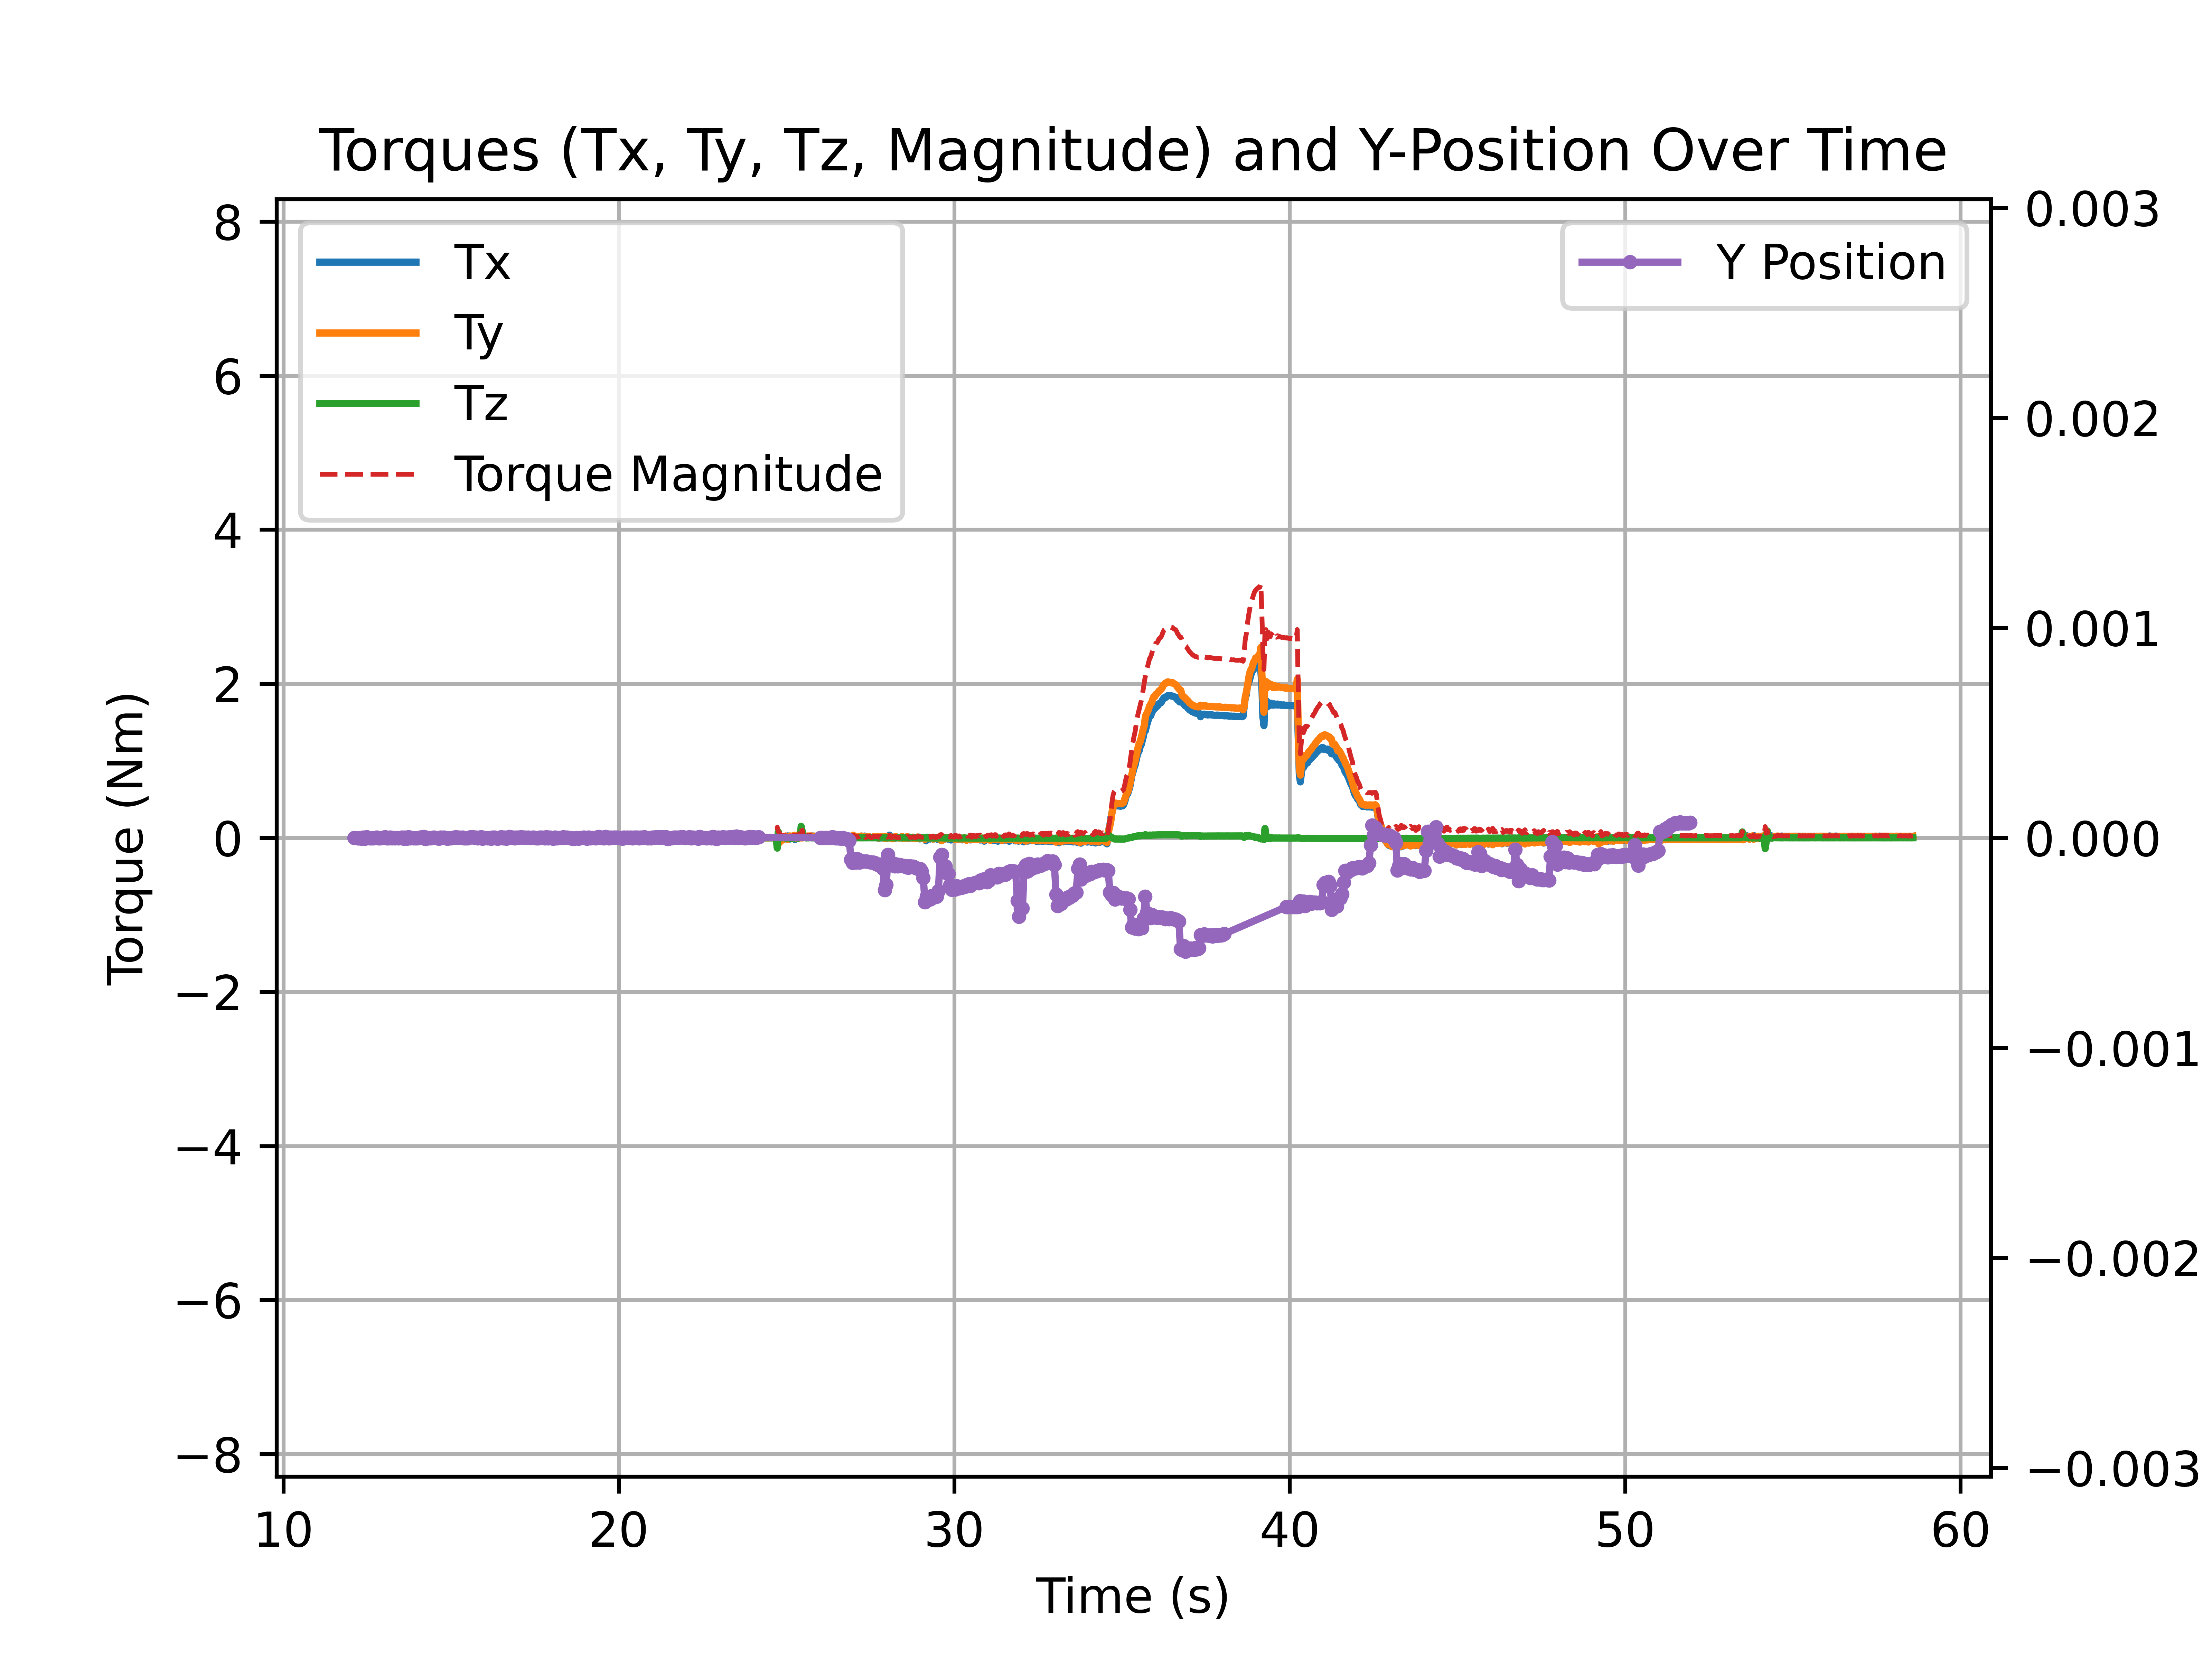 Torques (Tx, Ty, Tz, Magnitude) and Y-Position Over Time
Tx
Ty
Tz
Torque Magnitude
Y Position
Torque (Nm)
8
6
4
2
0
−2
−4
−6
−8
0.003
0.002
0.001
0.000
−0.001
−0.002
−0.003
10 20 30 40 50 60
Time (s)